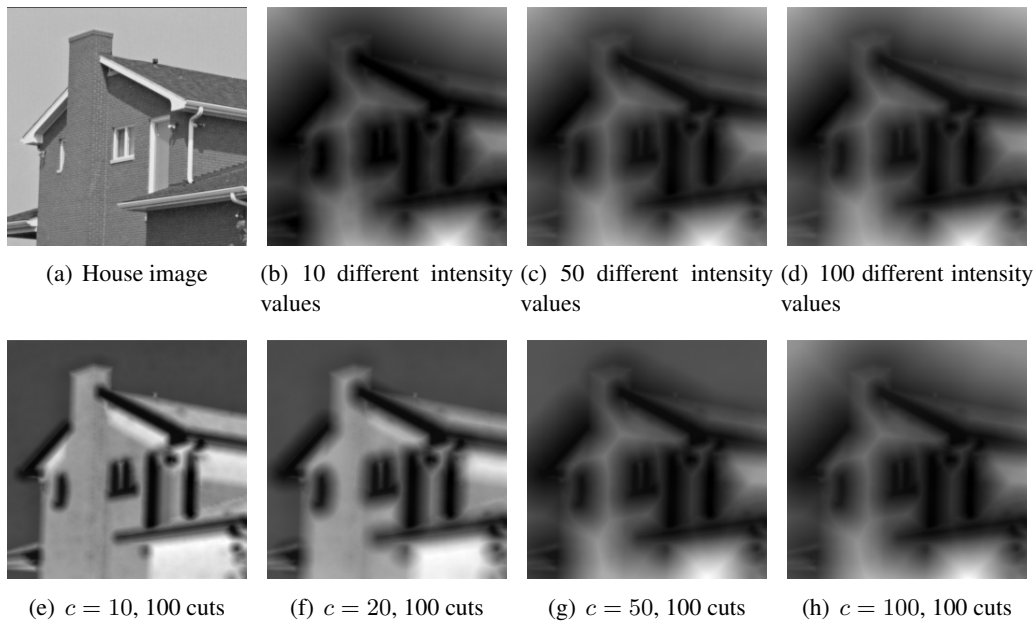 (a) House image
(b) 10 different intensity
values
(c) 50 different intensity
values
(d) 100 different intensity
values
(e) c = 10, 100 cuts
(f) c = 20, 100 cuts
(g) c = 50, 100 cuts
(h) c = 100, 100 cuts